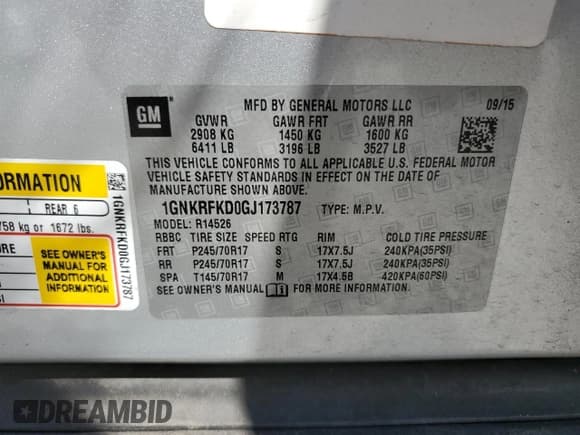 GM
MFD BY GENERAL MOTORS LLC 09/15
GVWR GAWR FRT GAWR RR
2908 KG 1450 KG 1600 KG
6411 LB 3196 LB 3527 LB
THIS VEHICLE CONFORMS TO ALL APPLICABLE U.S. FEDERAL MOTOR
VEHICLE SAFETY STANDARDS IN EFFECT ON THE DATE OF
MANUFACTURE SHOWN ABOVE.
1GNKRFKD0GJ173787 TYPE: M.P.V.
MODEL: R14526
RBBC TIRE SIZE SPEED RTG RIM COLD TIRE PRESSURE
FRT P245/70R17 S 17X7.5J 240KPA(35PSI)
RR P245/70R17 S 17X7.5J 240KPA(35PSI)
SPA T145/70R17 M 17X4.5B 420KPA(60PSI)
SEE OWNER'S MANUAL FOR MORE INFORMATION.
ORMATION
REAR 6
758 kg or 1672 lbs.
SEE OWNER'S
MANUAL FOR
ADDITIONAL
INFORMATION
1GNKRFKD0GJ173787
DREAMBID